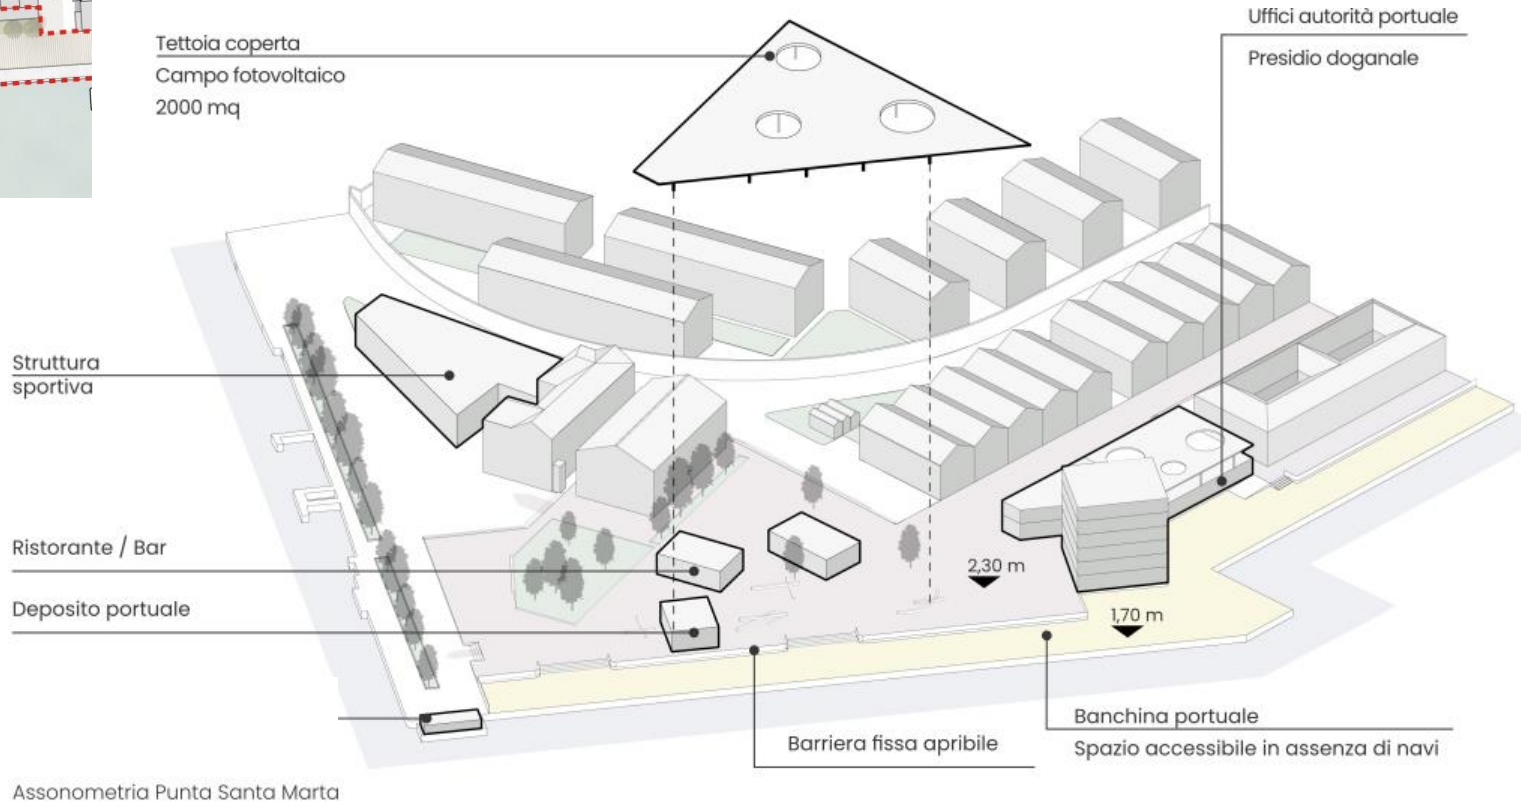 Tettoia coperta
Campo fotovoltaico
2000 mq
Uffici autorità portuale
Presidio doganale
Struttura
sportiva
Ristorante / Bar
Deposito portuale
2,30 m
1,70 m
Barriera fissa apribile
Banchina portuale
Spazio accessibile in assenza di navi
Assonometria Punta Santa Marta